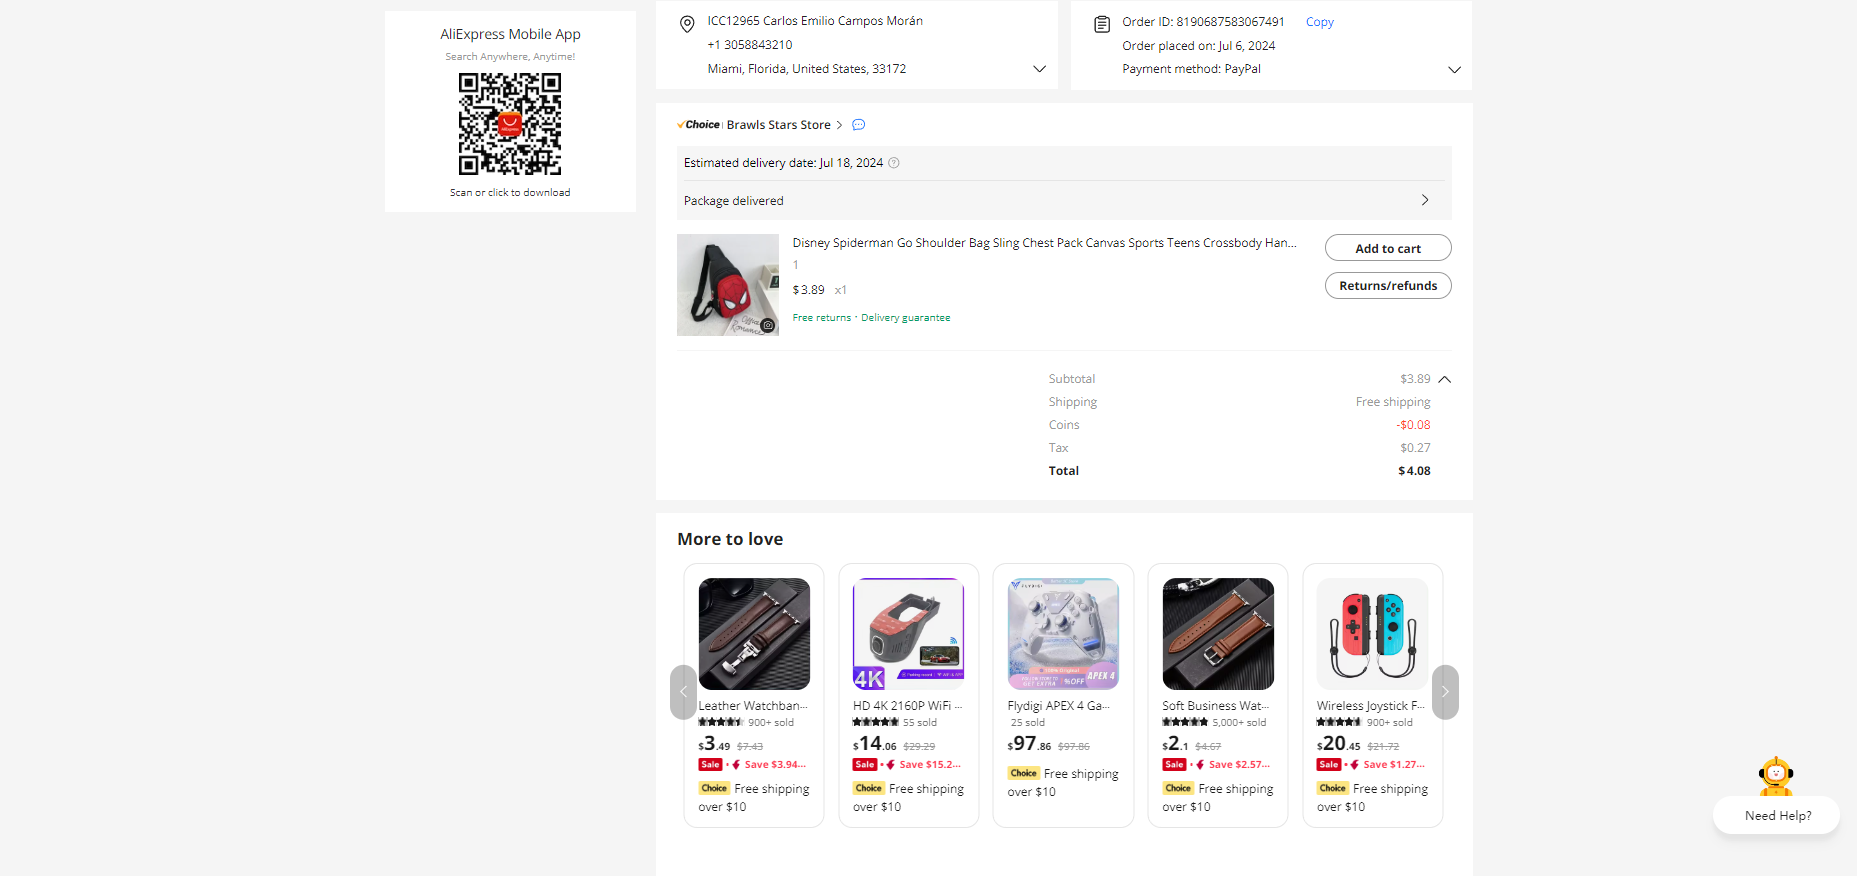 AliExpress Mobile App
Search Anywhere, Anytime!
Scan or click to download
ICC12965 Carlos Emilio Campos Morán
+1 3058843210
Miami, Florida, United States, 33172
Order ID: 8190687583067491 Copy
Order placed on: Jul 6, 2024
Payment method: PayPal
Choice Brawls Stars Store
Estimated delivery date: Jul 18, 2024
Package delivered
Disney Spiderman Go Shoulder Bag Sling Chest Pack Canvas Sports Teens Crossbody Han...
1
$3.89 x1
Free returns · Delivery guarantee
Add to cart
Returns/refunds
Subtotal $3.89
Shipping Free shipping
Coins -$0.08
Tax $0.27
Total $4.08
More to love
Leather Watchban...
900+ sold
$3.49 $7.43
Sale Save $3.94...
Choice Free shipping
over $10
4K
HD 4K 2160P WiFi ...
55 sold
$14.06 $29.29
Sale Save $15.2...
Choice Free shipping
over $10
FLYDIGI
%OFF
APEX 4
Flydigi APEX 4 Ga...
25 sold
$97.86 $97.86
Choice Free shipping
over $10
Soft Business Wat...
5,000+ sold
$2.1 $4.67
Sale Save $2.57...
Choice Free shipping
over $10
Wireless Joystick F...
900+ sold
$20.45 $21.72
Sale Save $1.27...
Choice Free shipping
over $10
Need Help?